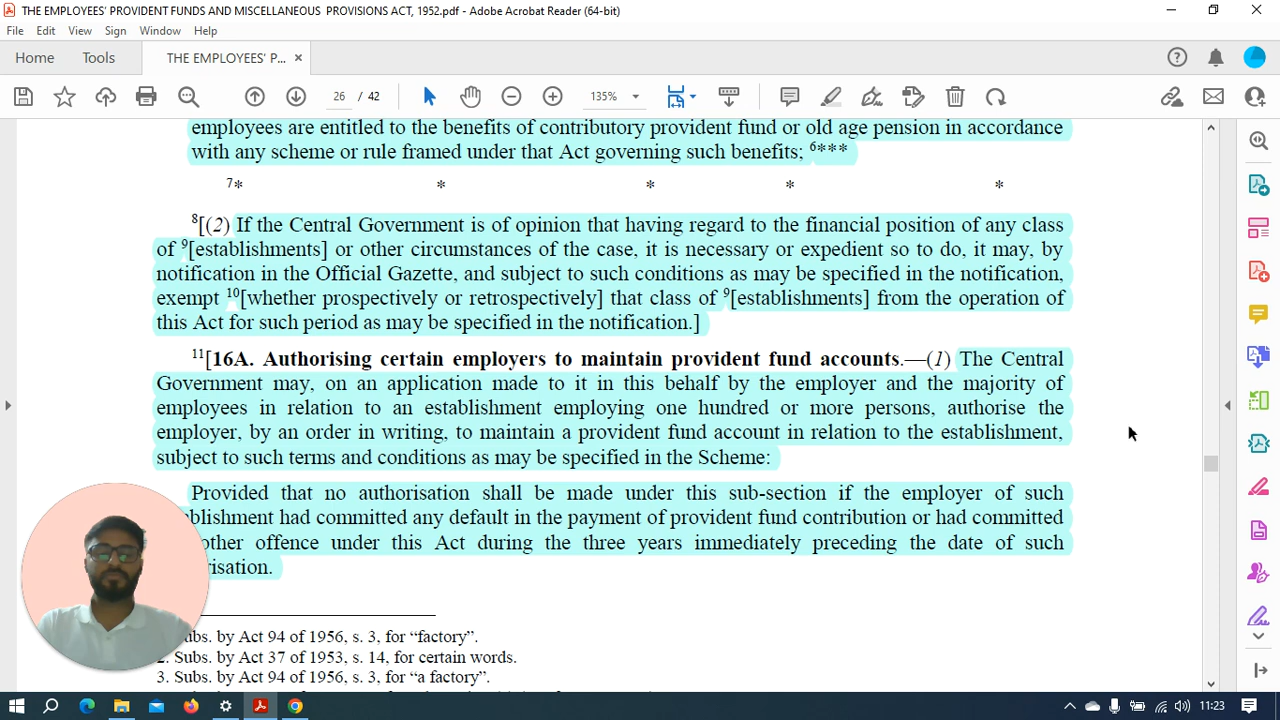 THE EMPLOYEES' PROVIDENT FUNDS AND MISCELLANEOUS PROVISIONS ACT, 1952.pdf - Adobe Acrobat Reader (64-bit)
File Edit View Sign Window Help
Home Tools THE EMPLOYEES' P... ×
26 / 42 135%
employees are entitled to the benefits of contributory provident fund or old age pension in accordance
with any scheme or rule framed under that Act governing such benefits; 6***
7* * * * *
8[(2) If the Central Government is of opinion that having regard to the financial position of any class
of 9[establishments] or other circumstances of the case, it is necessary or expedient so to do, it may, by
notification in the Official Gazette, and subject to such conditions as may be specified in the notification,
exempt 10[whether prospectively or retrospectively] that class of 9[establishments] from the operation of
this Act for such period as may be specified in the notification.]
11[16A. Authorising certain employers to maintain provident fund accounts.—(1) The Central
Government may, on an application made to it in this behalf by the employer and the majority of
employees in relation to an establishment employing one hundred or more persons, authorise the
employer, by an order in writing, to maintain a provident fund account in relation to the establishment,
subject to such terms and conditions as may be specified in the Scheme:
Provided that no authorisation shall be made under this sub-section if the employer of such
had committed any default in the payment of provident fund contribution or had committed
other offence under this Act during the three years immediately preceding the date of such
Subs. by Act 94 of 1956, s. 3, for “factory”.
2. Subs. by Act 37 of 1953, s. 14, for certain words.
3. Subs. by Act 94 of 1956, s. 3, for “a factory”.
11:23